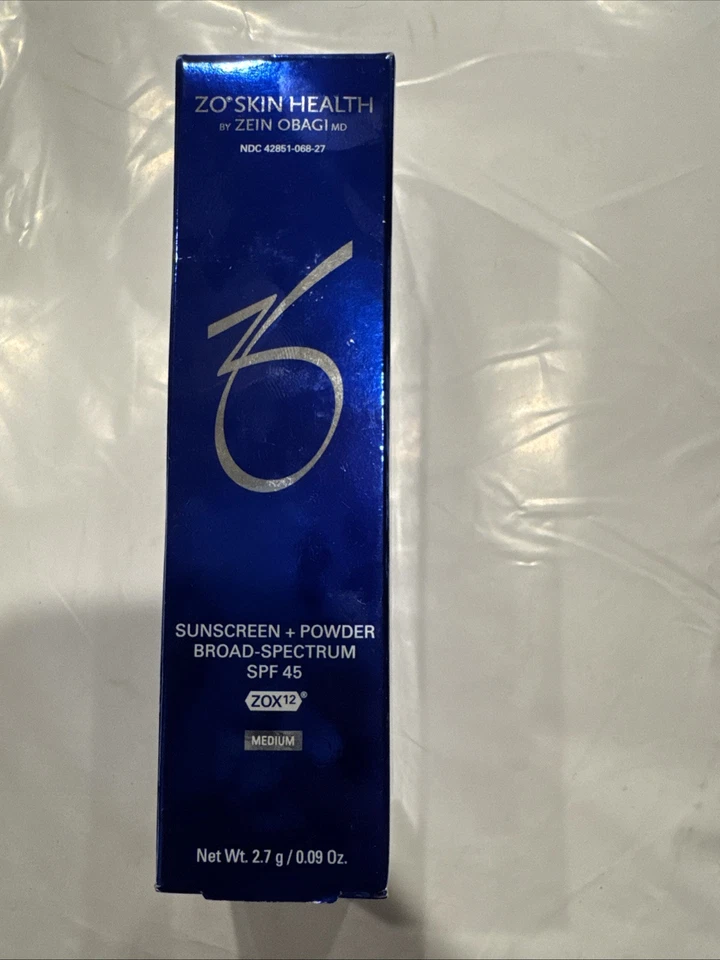 ZO® SKIN HEALTH
BY ZEIN OBAGI MD
NDC 42851-068-27
SUNSCREEN + POWDER
BROAD-SPECTRUM
SPF 45
ZOX12®
MEDIUM
Net Wt. 2.7 g / 0.09 Oz.